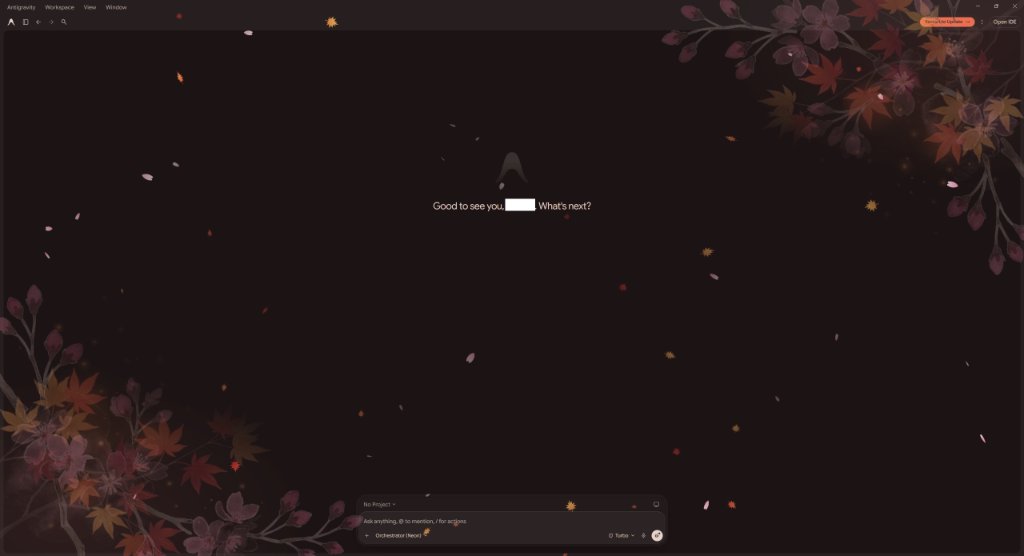 Antigravity Workspace View Window
Open IDE
Good to see you, . What's next?
No Project
Ask anything, @ to mention, / for actions
Orchestrator (Neon) Turbo